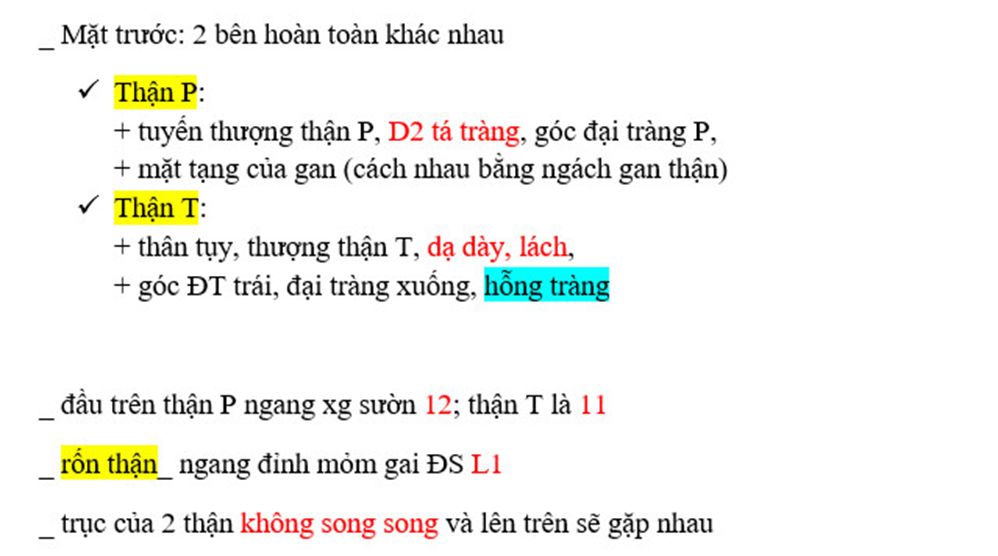 _ Mặt trước: 2 bên hoàn toàn khác nhau
✓ Thận P:
+ tuyến thượng thận P, D2 tá tràng, góc đại tràng P,
+ mặt tạng của gan (cách nhau bằng ngách gan thận)
✓ Thận T:
+ thân tụy, thượng thận T, dạ dày, lách,
+ góc ĐT trái, đại tràng xuống, hỗng tràng
_ đầu trên thận P ngang xg sườn 12; thận T là 11
_ rốn thận_ ngang đỉnh mỏm gai ĐS L1
_ trục của 2 thận không song song và lên trên sẽ gặp nhau